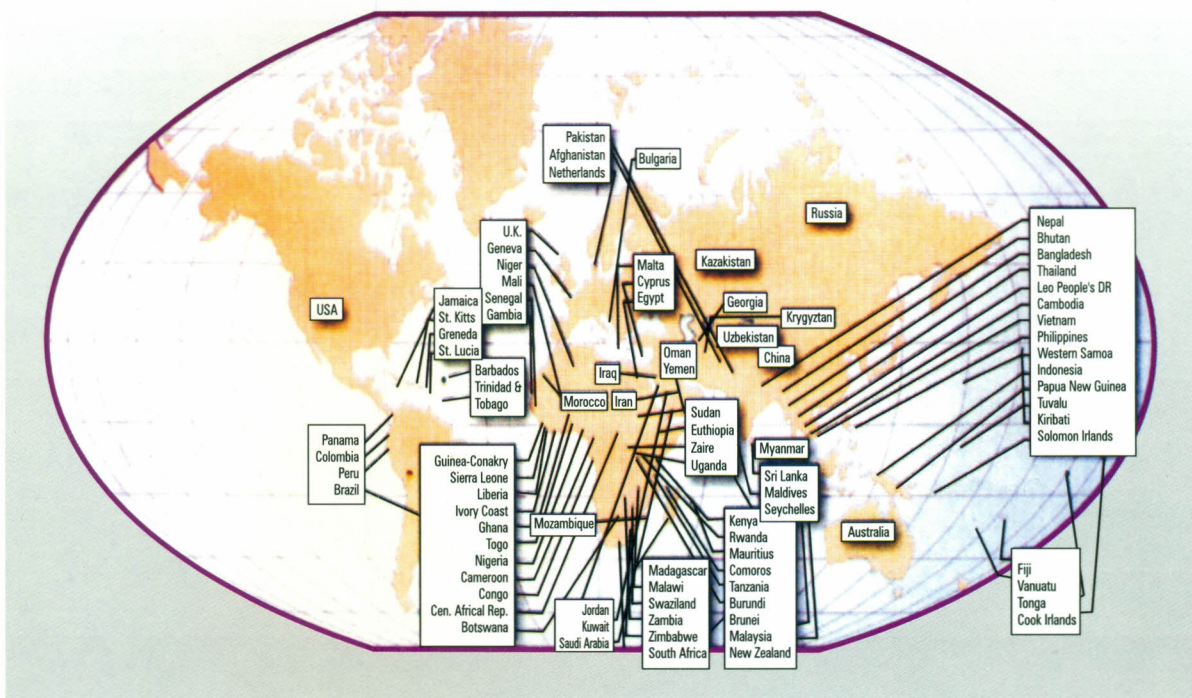 Pakistan
Afghanistan
Netherlands
Bulgaria
Russia
U.K.
Geneva
Niger
Mali
Senegal
Gambia
Malta
Cyprus
Egypt
Kazakistan
Nepal
Bhutan
Bangladesh
Thailand
Leo People's DR
Cambodia
Vietnam
Philippines
Western Samoa
Indonesia
Papua New Guinea
Tuvalu
Kiribati
Solomon Irlands
USA
Jamaica
St. Kitts
Greneda
St. Lucia
Georgia
Krygyztan
Uzbekistan
China
Oman
Yemen
Barbados
Trinidad &
Tobago
Iraq
Morocco
Iran
Sudan
Euthiopia
Zaire
Uganda
Panama
Colombia
Peru
Brazil
Guinea-Conakry
Sierra Leone
Liberia
Ivory Coast
Ghana
Togo
Nigeria
Cameroon
Congo
Cen. Africal Rep.
Botswana
Mozambique
Myanmar
Sri Lanka
Maldives
Seychelles
Kenya
Rwanda
Mauritius
Comoros
Tanzania
Burundi
Brunei
Malaysia
New Zealand
Australia
Jordan
Kuwait
Saudi Arabia
Madagascar
Malawi
Swaziland
Zambia
Zimbabwe
South Africa
Fiji
Vanuatu
Tonga
Cook Irlands